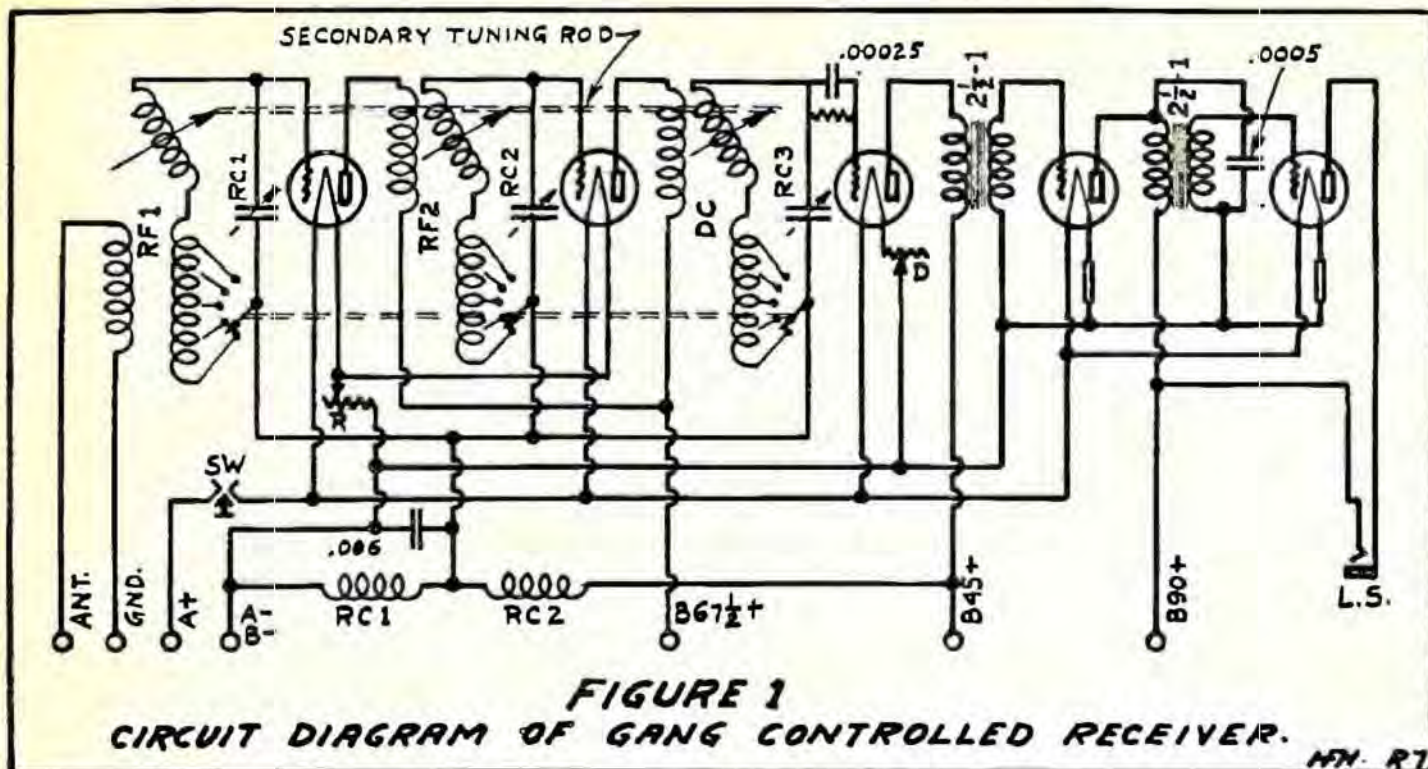 SECONDARY TUNING ROD
.00025
2½-1
2½-1
.0005
RF1
RC1
RF2
RC2
DC
RC3
R
D
SW
.006
RC1
RC2
ANT.
GND.
A+
A-
B-
B67½+
B45+
B90+
L.S.
FIGURE 1
CIRCUIT DIAGRAM OF GANG CONTROLLED RECEIVER.